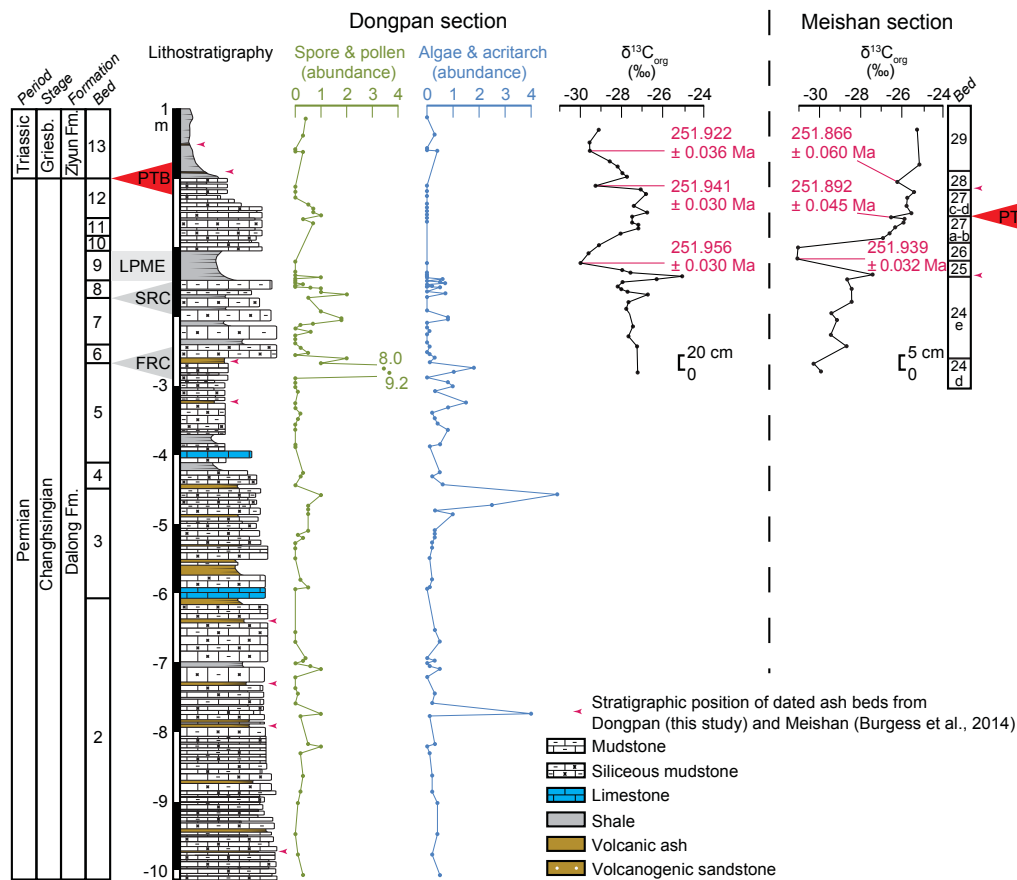 Dongpan section
Meishan section
Period
Stage
Formation
Bed
Lithostratigraphy
Spore & pollen
(abundance)
0 2 4
Algae & acritarch
(abundance)
0 2 4
δ13Corg
(‰)
-30 -28 -26 -24
δ13Corg
(‰)
-30 -28 -26 -24
Bed
Triassic
Permian
Griesb.
Changhsingian
Ziyun Fm.
Dalong Fm.
13
12
11
10
9
8
7
6
5
4
3
2
PTB
LPME
SRC
FRC
1
m
-3
-4
-5
-6
-7
-8
-9
-10
8.0
9.2
251.922
± 0.036 Ma
251.941
± 0.030 Ma
251.956
± 0.030 Ma
20 cm
0
251.866
± 0.060 Ma
251.892
± 0.045 Ma
251.939
± 0.032 Ma
5 cm
0
29
28
27
c-d
27
a-b
26
25
24
e
24
d
PT
Stratigraphic position of dated ash beds from
Dongpan (this study) and Meishan (Burgess et al., 2014)
Mudstone
Siliceous mudstone
Limestone
Shale
Volcanic ash
Volcanogenic sandstone